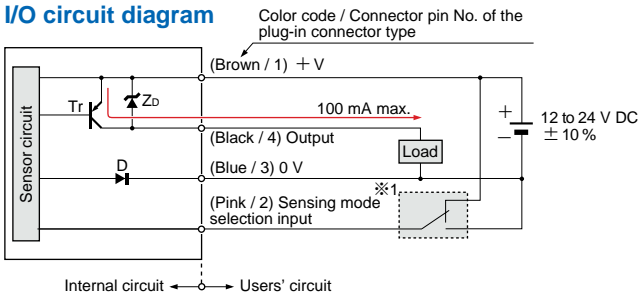 I/O circuit diagram
Color code / Connector pin No. of the
plug-in connector type
(Brown / 1) +V
Tr
ZD
100 mA max.
+
−
12 to 24 V DC
±10 %
(Black / 4) Output
Load
Sensor circuit
D
(Blue / 3) 0 V
※1
(Pink / 2) Sensing mode
selection input
Internal circuit
Users' circuit